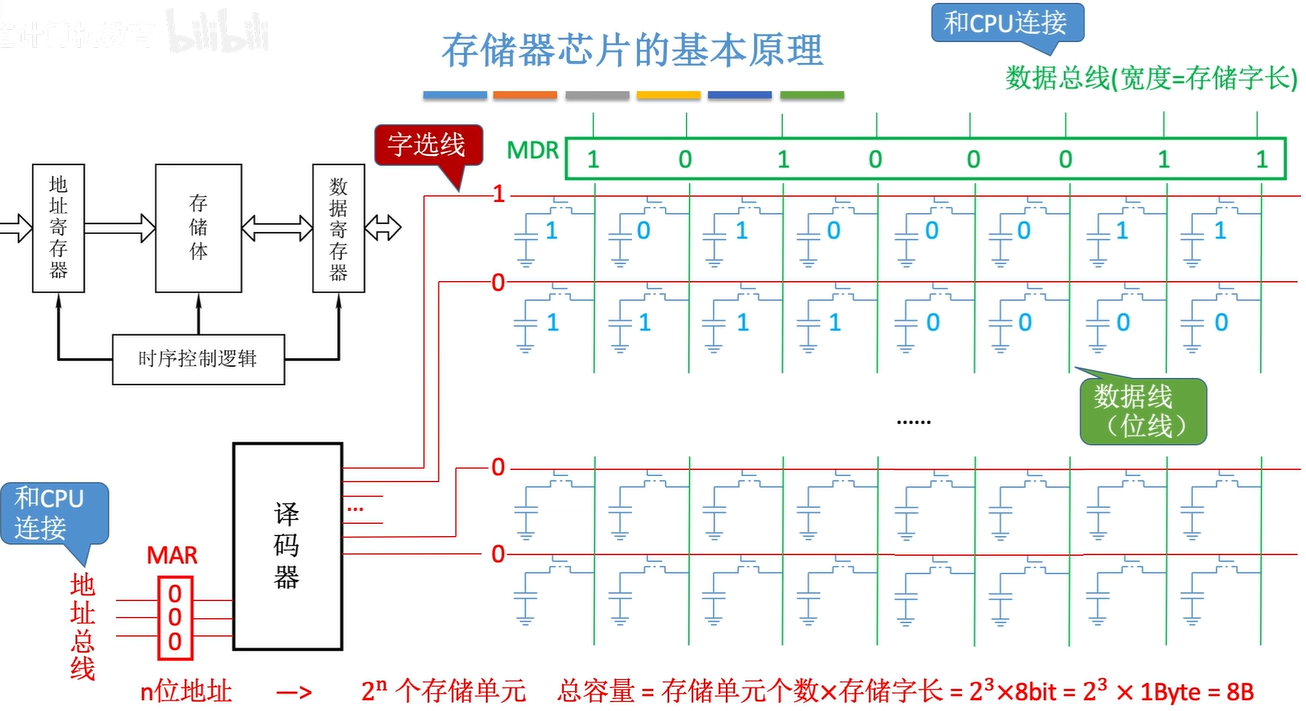 bilibili
存储器芯片的基本原理
和CPU连接
数据总线(宽度=存储字长)
字选线
MDR 1 0 1 0 0 0 1 1
地址寄存器
存储体
数据寄存器
时序控制逻辑
1
1 0 1 0 0 0 1 1
0
1 1 1 1 0 0 0 0
数据线
（位线）
......
0
0
译码器
...
和CPU
连接
MAR
地址总线
0
0
0
n位地址 —> 2ⁿ 个存储单元 总容量 = 存储单元个数×存储字长 = 2³×8bit = 2³ × 1Byte = 8B